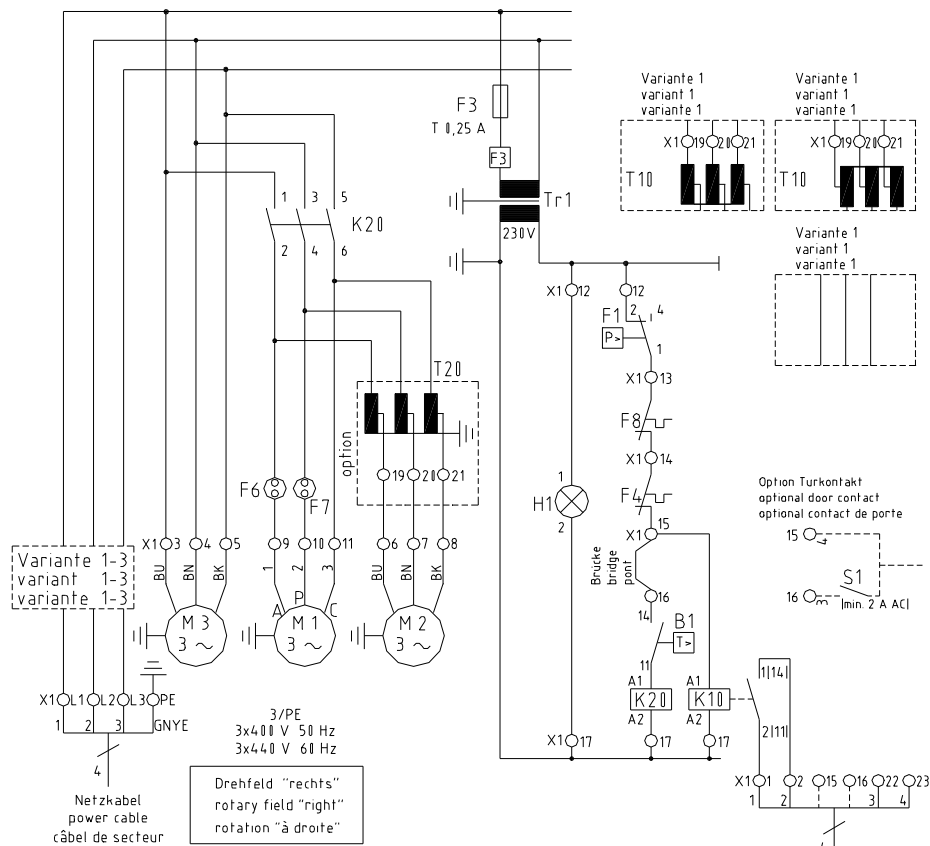 F3
T 0,25 A
F3
Tr1
230V
Variante 1
variant 1
variante 1
X1 19 20 21
T10
Variante 1
variant 1
variante 1
X1 19 20 21
T10
Variante 1
variant 1
variante 1
1 3 5
K20
2 4 6
X1 12
12
F1
2 4
P>
1
X1 13
F8
X1 14
F4
X1 15
T20
option
19 20 21
F6
F7
H1
1
2
Brücke
bridge
pont
16
14
B1
T>
11
A1
K20
A2
A1
K10
A2
X1 17
17
17
Option Turkontakt
optional door contact
optional contact de porte
15 4
S1
16 3
|min. 2 A AC|
1|14|
2|11|
X1 3 4 5
9 10 11
6 7 8
BU BN BK
1 2 3
BU BN BK
A P C
M3
3 ~
M1
3 ~
M2
3 ~
Variante 1-3
variant 1-3
variante 1-3
X1 L1 L2 L3 PE
1 2 3 GNYE
4
Netzkabel
power cable
câbel de secteur
3/PE
3x400 V 50 Hz
3x440 V 60 Hz
Drehfeld "rechts"
rotary field "right"
rotation "à droite"
X1 1 2 15 16 22 23
1 2 3 4